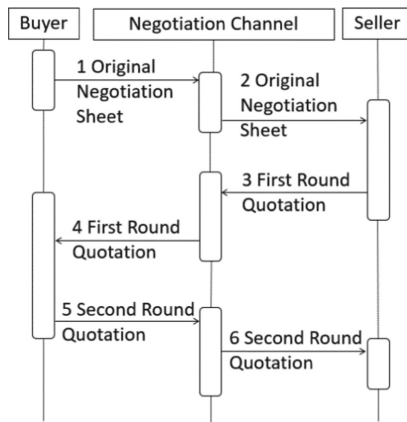 Buyer
Negotiation Channel
Seller
1 Original
Negotiation
Sheet
2 Original
Negotiation
Sheet
3 First Round
Quotation
4 First Round
Quotation
5 Second Round
Quotation
6 Second Round
Quotation